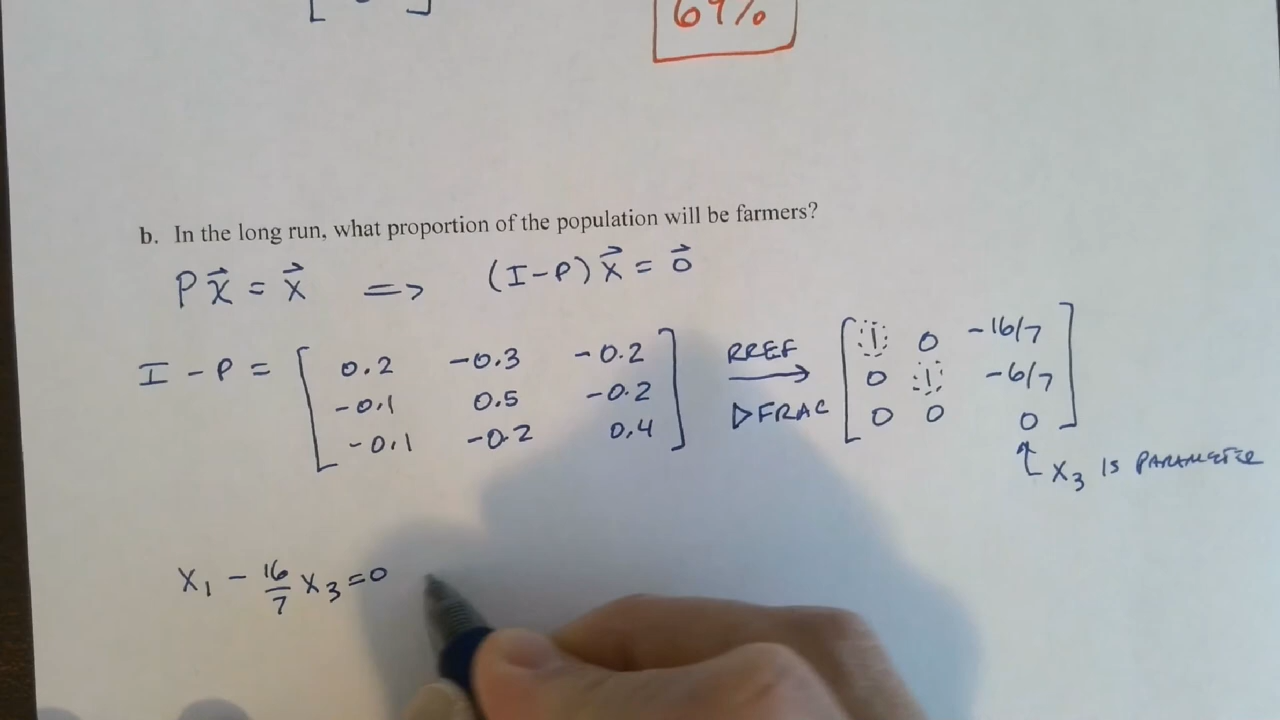 69%
b. In the long run, what proportion of the population will be farmers?
Px⃗ = x⃗ => (I-P)x⃗ = 0⃗
I - P = [ 0.2 -0.3 -0.2 RREF [ 1 0 -16/7 ]
-0.1 0.5 -0.2 → 0 1 -6/7
-0.1 -0.2 0.4 ] ▷FRAC 0 0 0
↑ x₃ IS PARAMETER
x₁ - 16/7 x₃ = 0